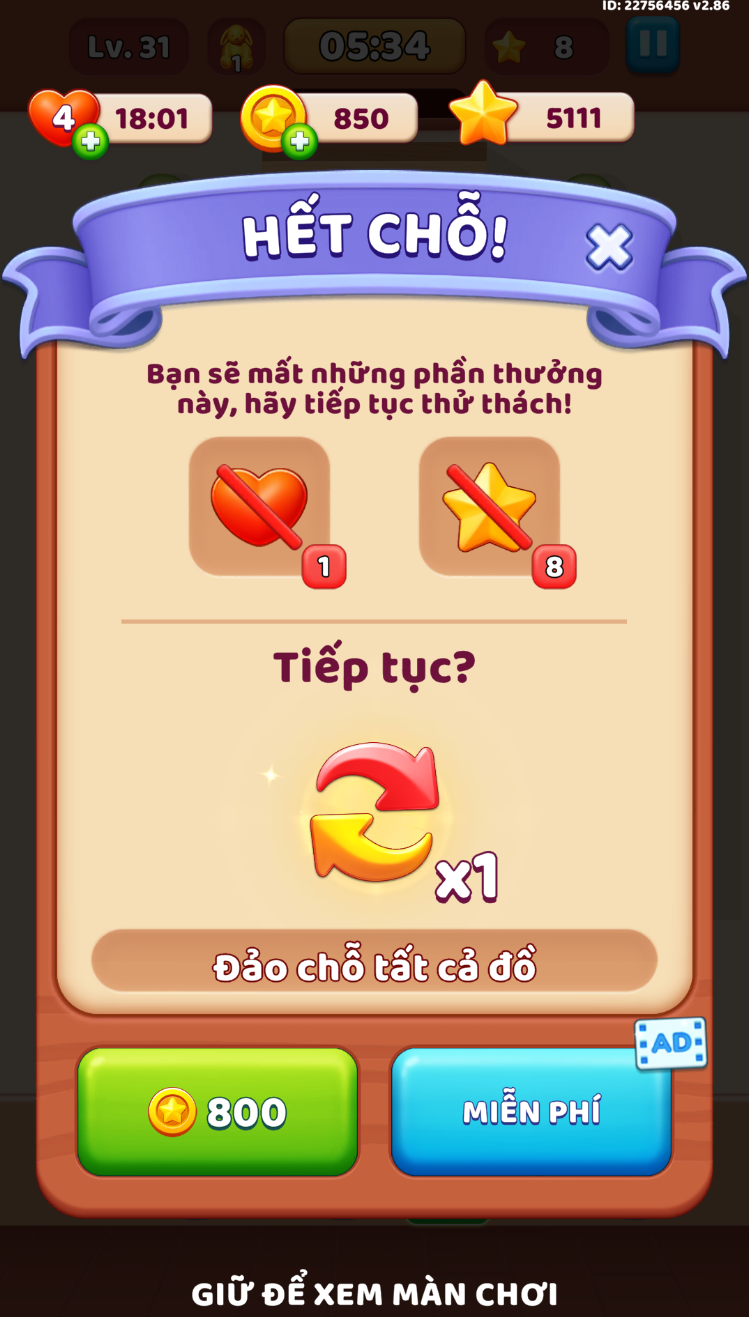 ID: 22756456 v2.86
Lv. 31
1
05:34
8
4
18:01
850
5111
HẾT CHỖ!
Bạn sẽ mất những phần thưởng
này, hãy tiếp tục thử thách!
1
8
Tiếp tục?
x1
Đảo chỗ tất cả đồ
AD
800
MIỄN PHÍ
GIỮ ĐỂ XEM MÀN CHƠI